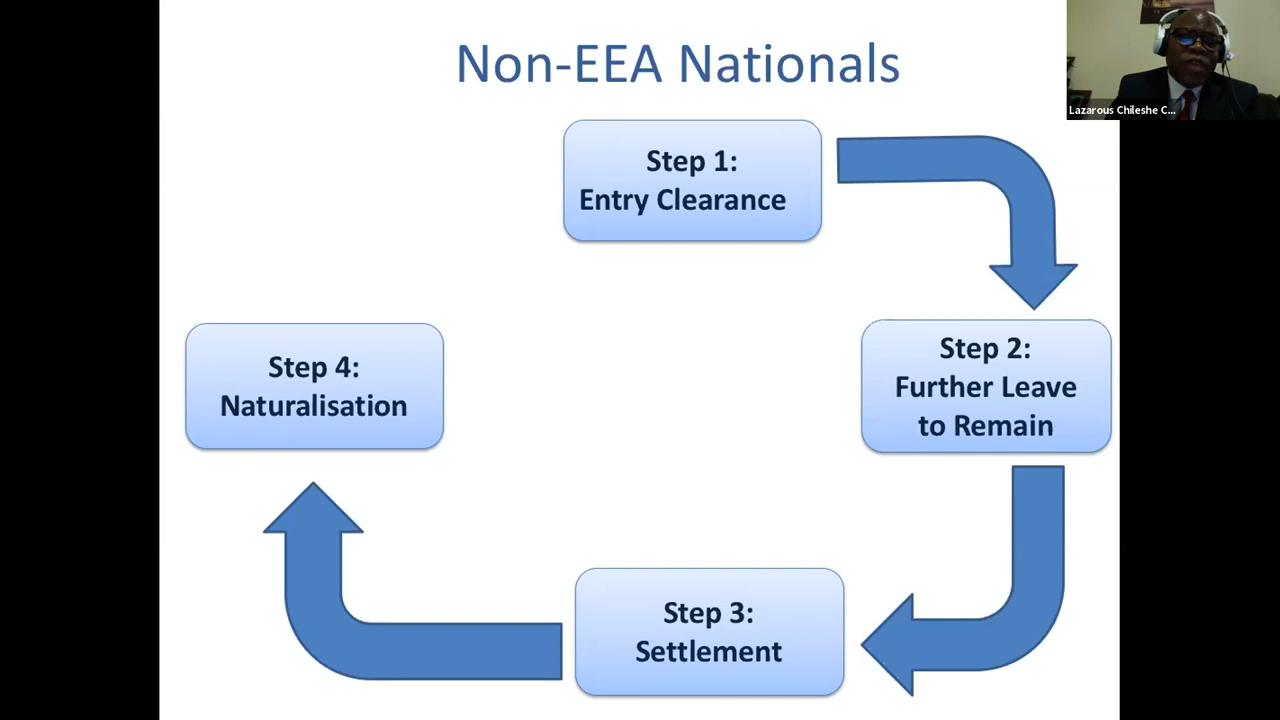 Non-EEA Nationals
Lazarous Chileshe C...
Step 1:
Entry Clearance
Step 2:
Further Leave
to Remain
Step 3:
Settlement
Step 4:
Naturalisation